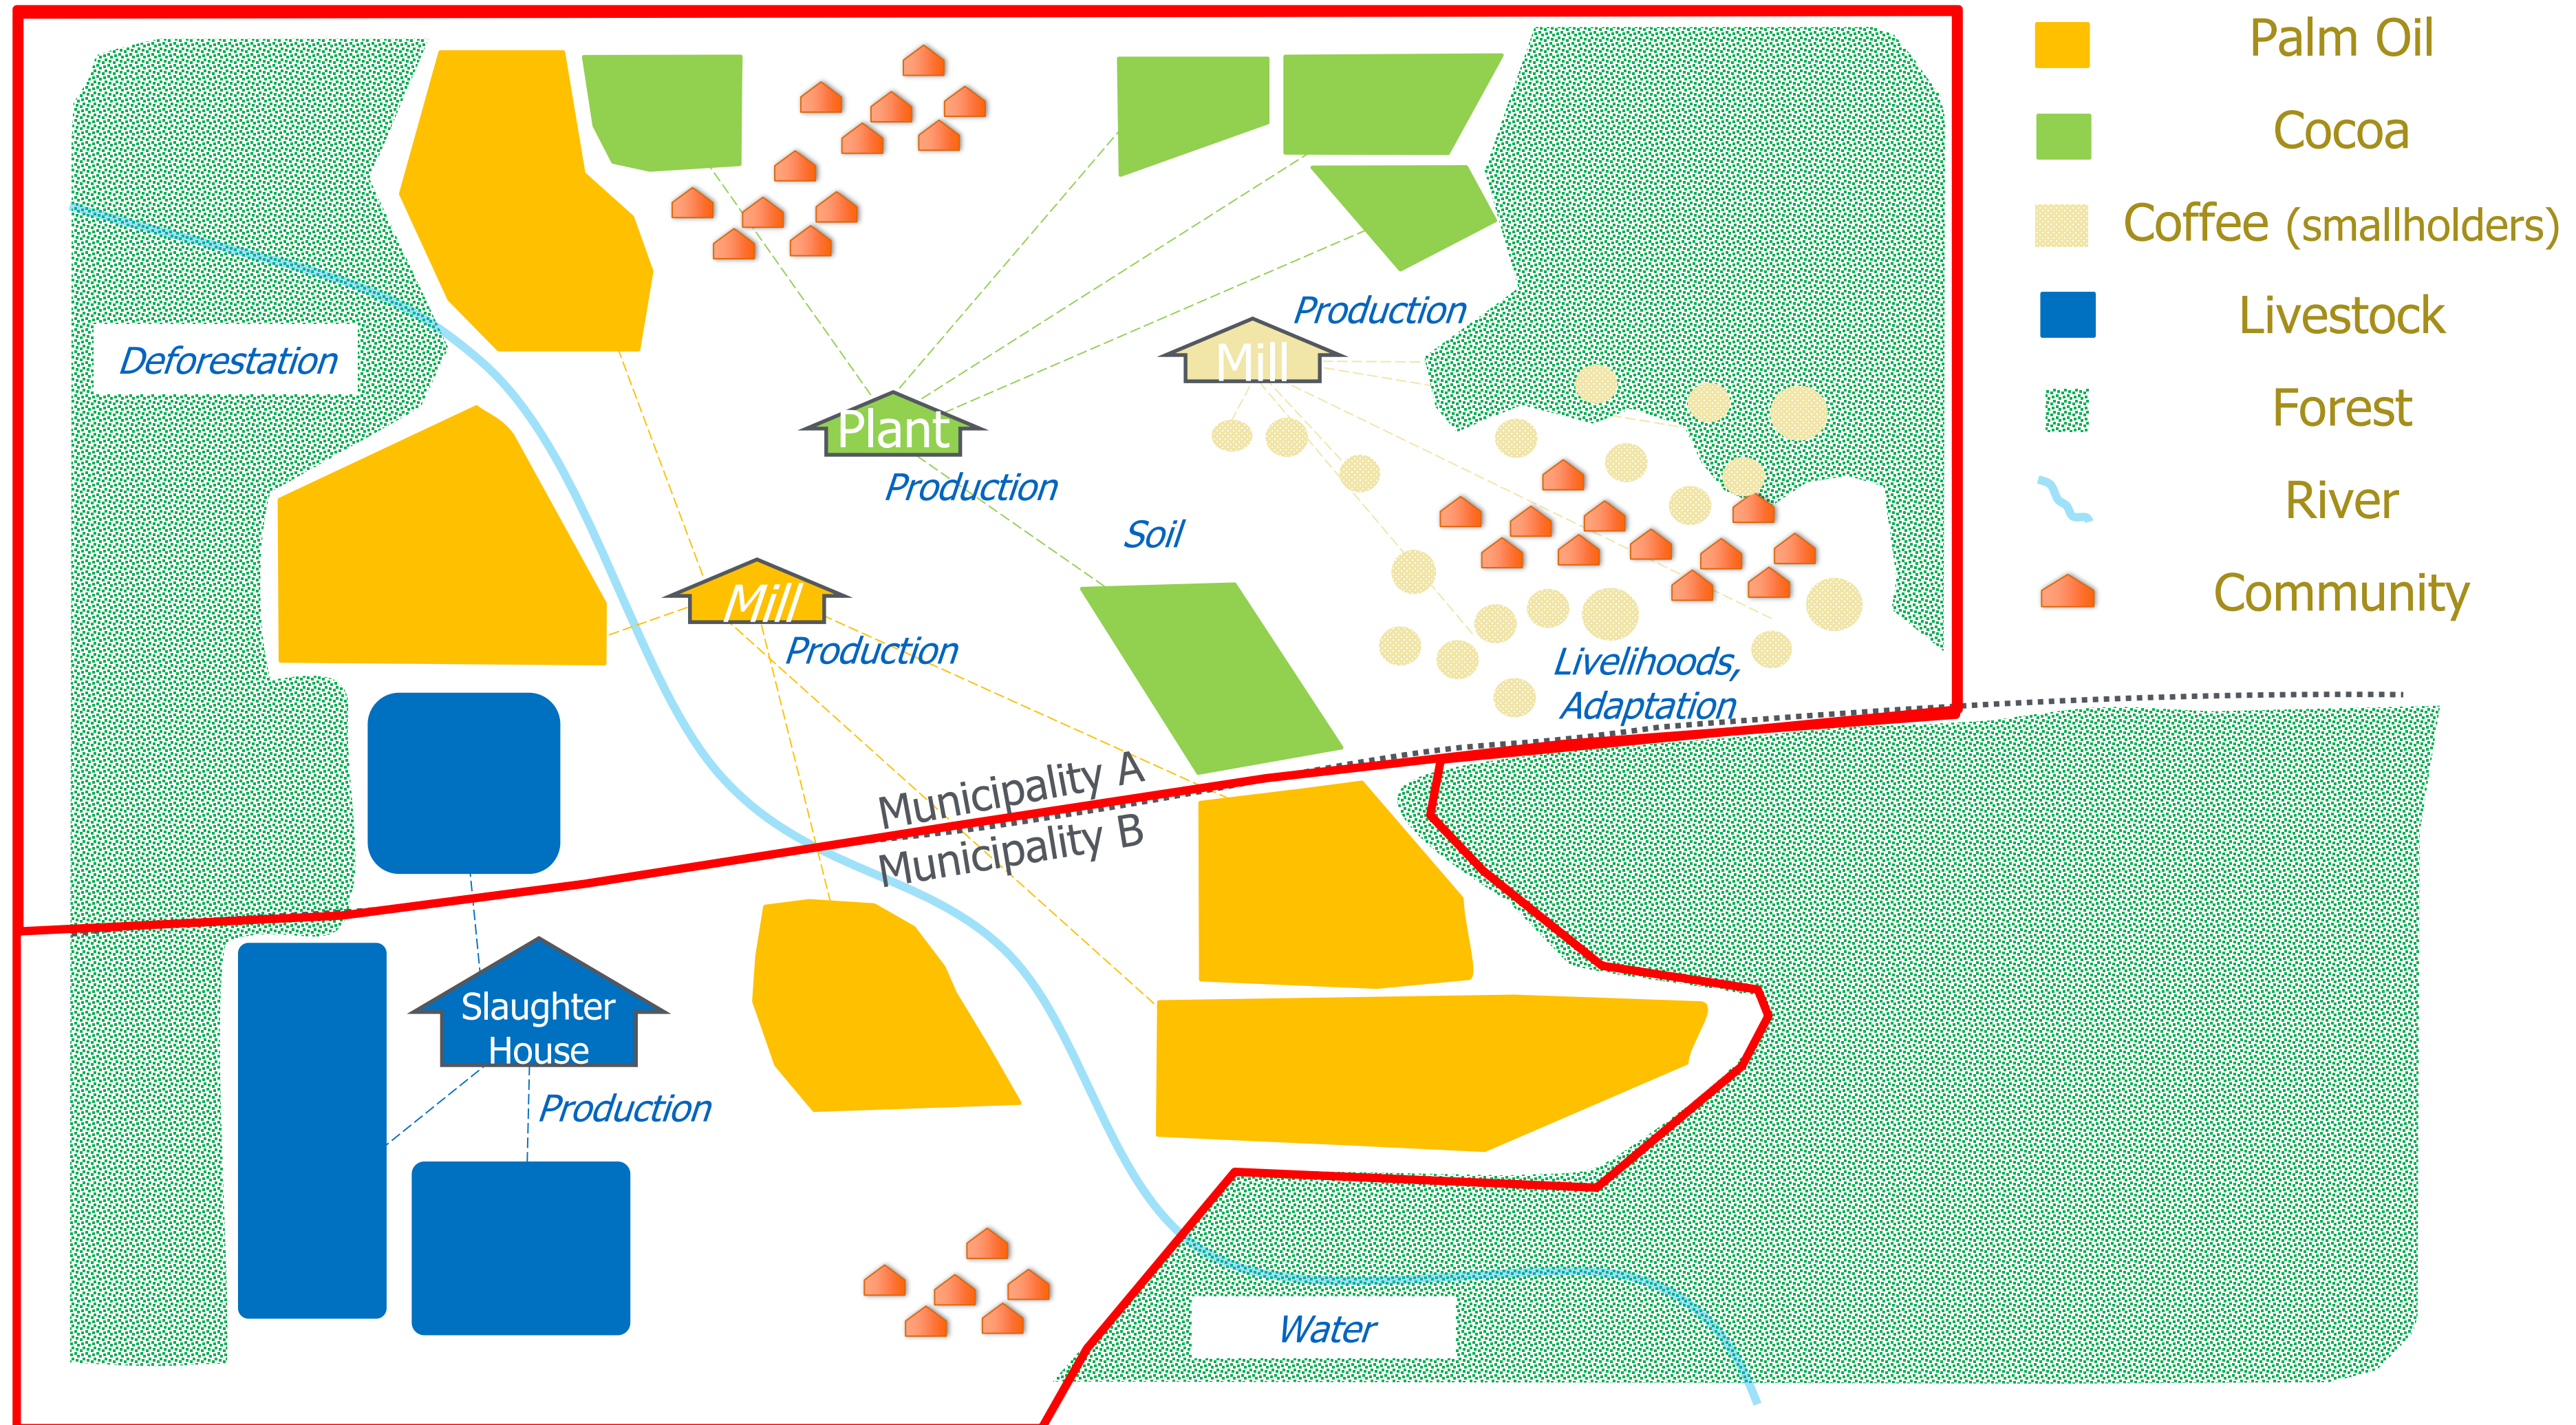 Palm Oil
Cocoa
Coffee (smallholders)
Livestock
Forest
River
Community
Production
Mill
Deforestation
Plant
Production
Soil
Mill
Production
Livelihoods,
Adaptation
Municipality A
Municipality B
Slaughter
House
Production
Water